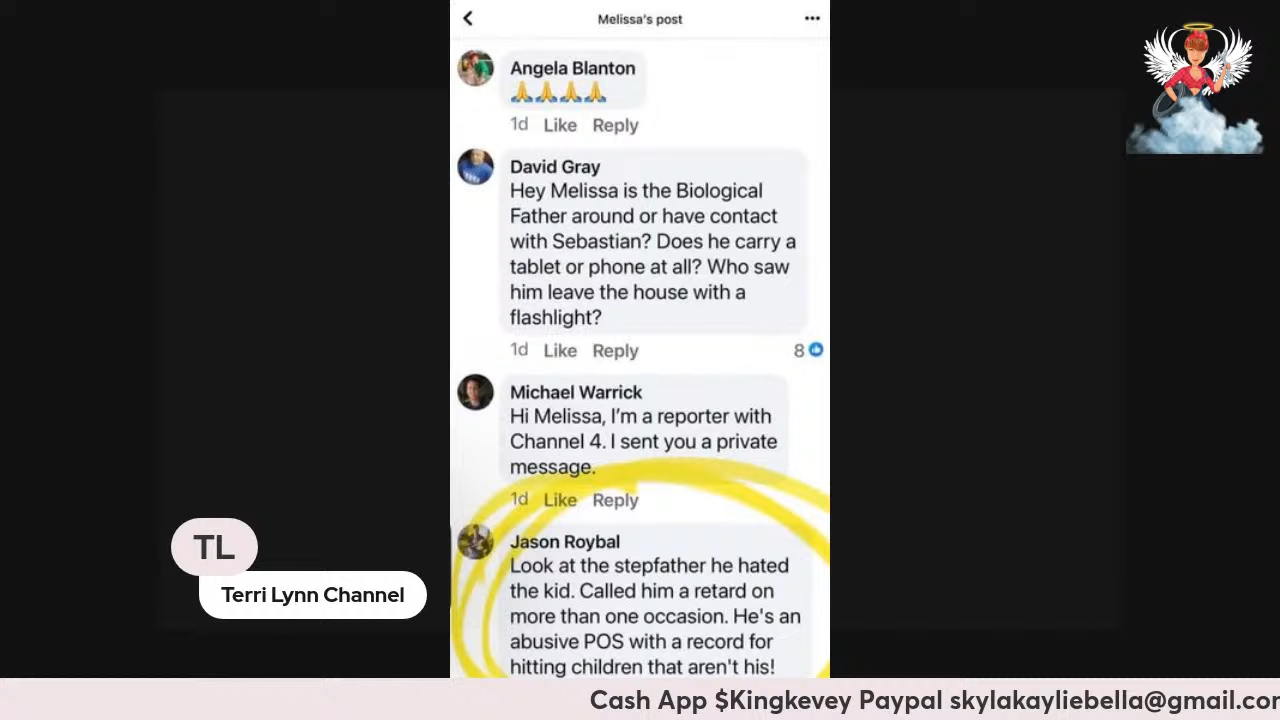 Melissa's post
Angela Blanton
🙏🙏🙏🙏
1d Like Reply
David Gray
Hey Melissa is the Biological
Father around or have contact
with Sebastian? Does he carry a
tablet or phone at all? Who saw
him leave the house with a
flashlight?
1d Like Reply 8
Michael Warrick
Hi Melissa, I'm a reporter with
Channel 4. I sent you a private
message.
1d Like Reply
Jason Roybal
Look at the stepfather he hated
the kid. Called him a retard on
more than one occasion. He's an
abusive POS with a record for
hitting children that aren't his!
TL
Terri Lynn Channel
Cash App $Kingkevey Paypal skylakayliebella@gmail.com